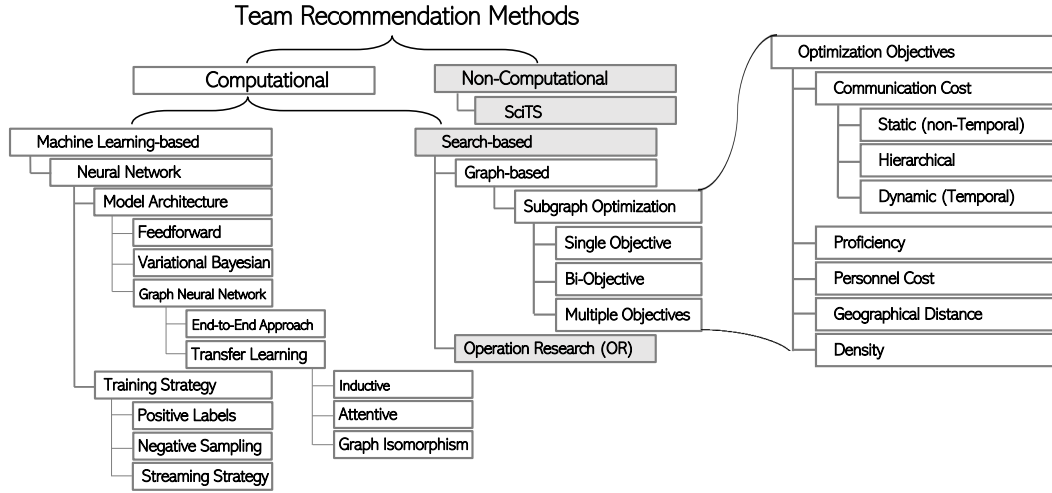 Team Recommendation Methods
Computational
Non-Computational
SciTS
Machine Learning-based
Neural Network
Model Architecture
Feedforward
Variational Bayesian
Graph Neural Network
End-to-End Approach
Transfer Learning
Inductive
Attentive
Graph Isomorphism
Training Strategy
Positive Labels
Negative Sampling
Streaming Strategy
Search-based
Graph-based
Subgraph Optimization
Single Objective
Bi-Objective
Multiple Objectives
Operation Research (OR)
Optimization Objectives
Communication Cost
Static (non-Temporal)
Hierarchical
Dynamic (Temporal)
Proficiency
Personnel Cost
Geographical Distance
Density